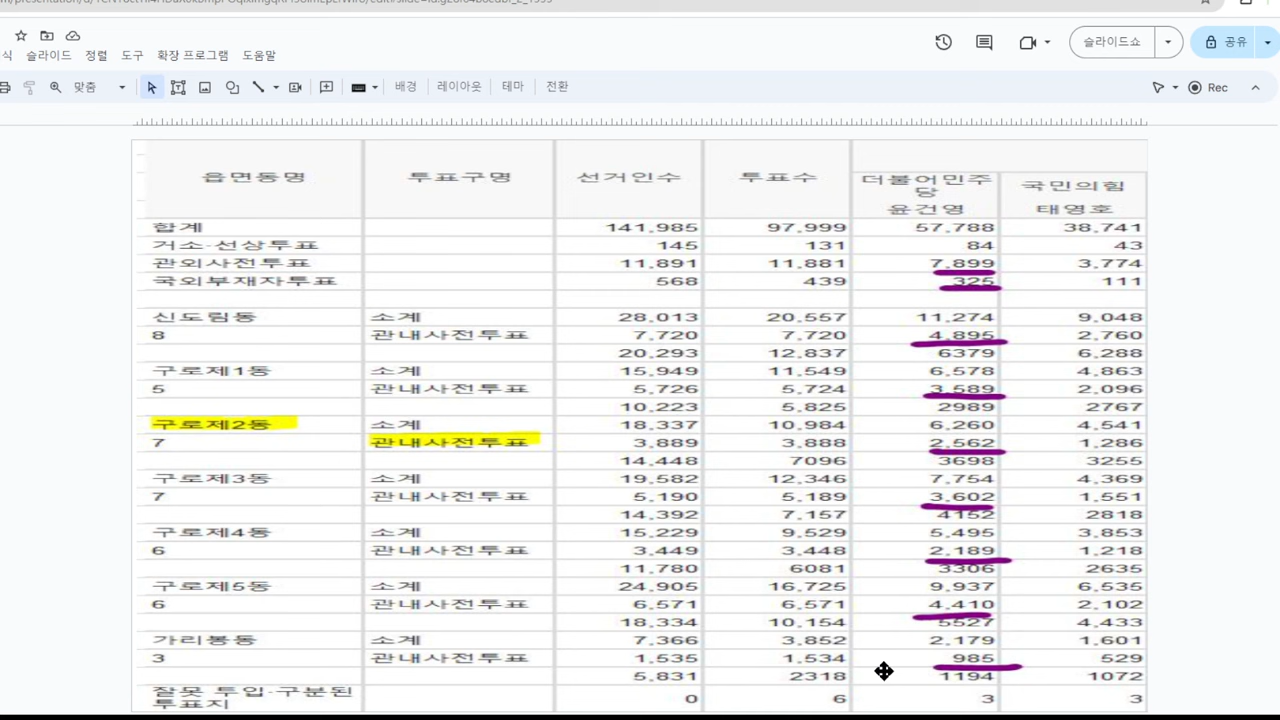 식 슬라이드 정렬 도구 확장 프로그램 도움말
슬라이드쇼 공유
맞춤 배경 레이아웃 테마 전환 Rec
읍면동명 투표구명 선거인수 투표수 더불어민주당 윤건영 국민의힘 태영호
합계 141,985 97,999 57,788 38,741
거소·선상투표 145 131 84 43
관외사전투표 11,891 11,881 7,899 3,774
국외부재자투표 568 439 325 111
신도림동 소계 28,013 20,557 11,274 9,048
8 관내사전투표 7,720 7,720 4,895 2,760
20,293 12,837 6379 6,288
구로제1동 소계 15,949 11,549 6,578 4,863
5 관내사전투표 5,726 5,724 3,589 2,096
10,223 5,825 2989 2767
구로제2동 소계 18,337 10,984 6,260 4,541
7 관내사전투표 3,889 3,888 2,562 1,286
14,448 7096 3698 3255
구로제3동 소계 19,582 12,346 7,754 4,369
7 관내사전투표 5,190 5,189 3,602 1,551
14,392 7,157 4152 2818
구로제4동 소계 15,229 9,529 5,495 3,853
6 관내사전투표 3,449 3,448 2,189 1,218
11,780 6081 3306 2635
구로제5동 소계 24,905 16,725 9,937 6,535
6 관내사전투표 6,571 6,571 4,410 2,102
18,334 10,154 5527 4,433
가리봉동 소계 7,366 3,852 2,179 1,601
3 관내사전투표 1,535 1,534 985 529
5,831 2318 1194 1072
잘못 투입·구분된 투표지 0 6 3 3